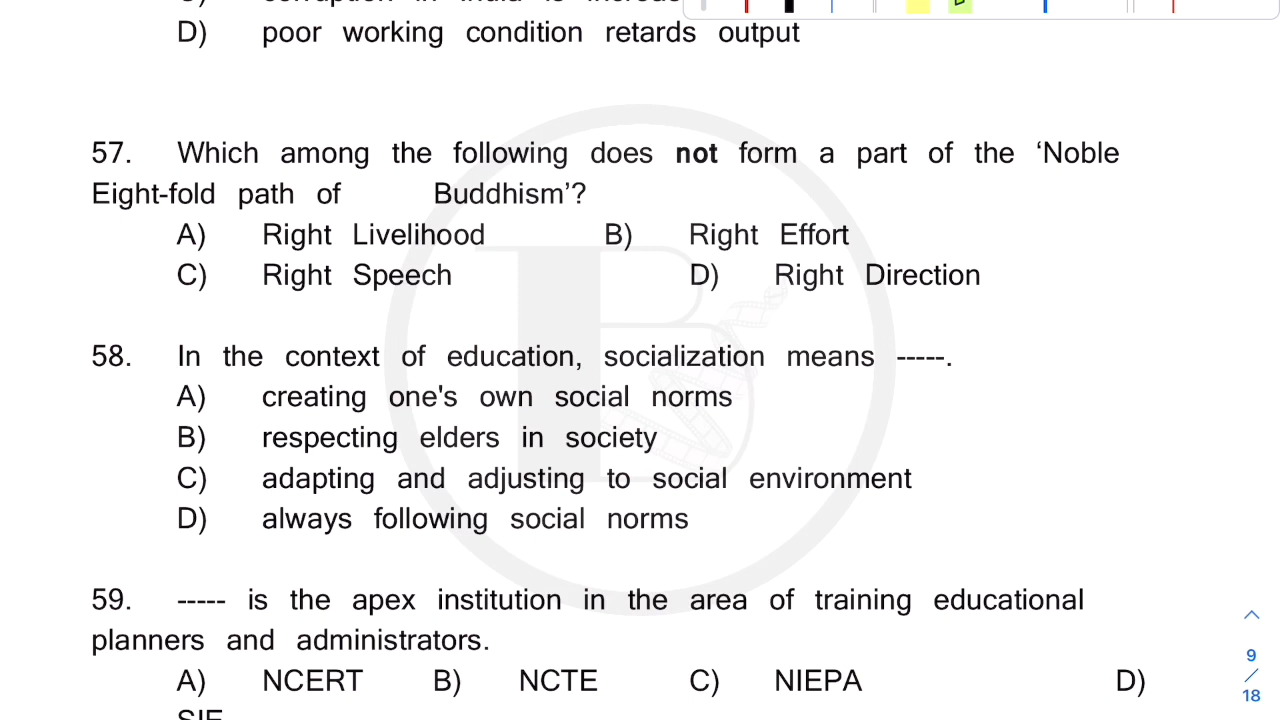 D) poor working condition retards output
57. Which among the following does not form a part of the ‘Noble
Eight-fold path of Buddhism’?
A) Right Livelihood B) Right Effort
C) Right Speech D) Right Direction
58. In the context of education, socialization means -----.
A) creating one's own social norms
B) respecting elders in society
C) adapting and adjusting to social environment
D) always following social norms
59. ----- is the apex institution in the area of training educational
planners and administrators.
A) NCERT B) NCTE C) NIEPA D)
9
/
18